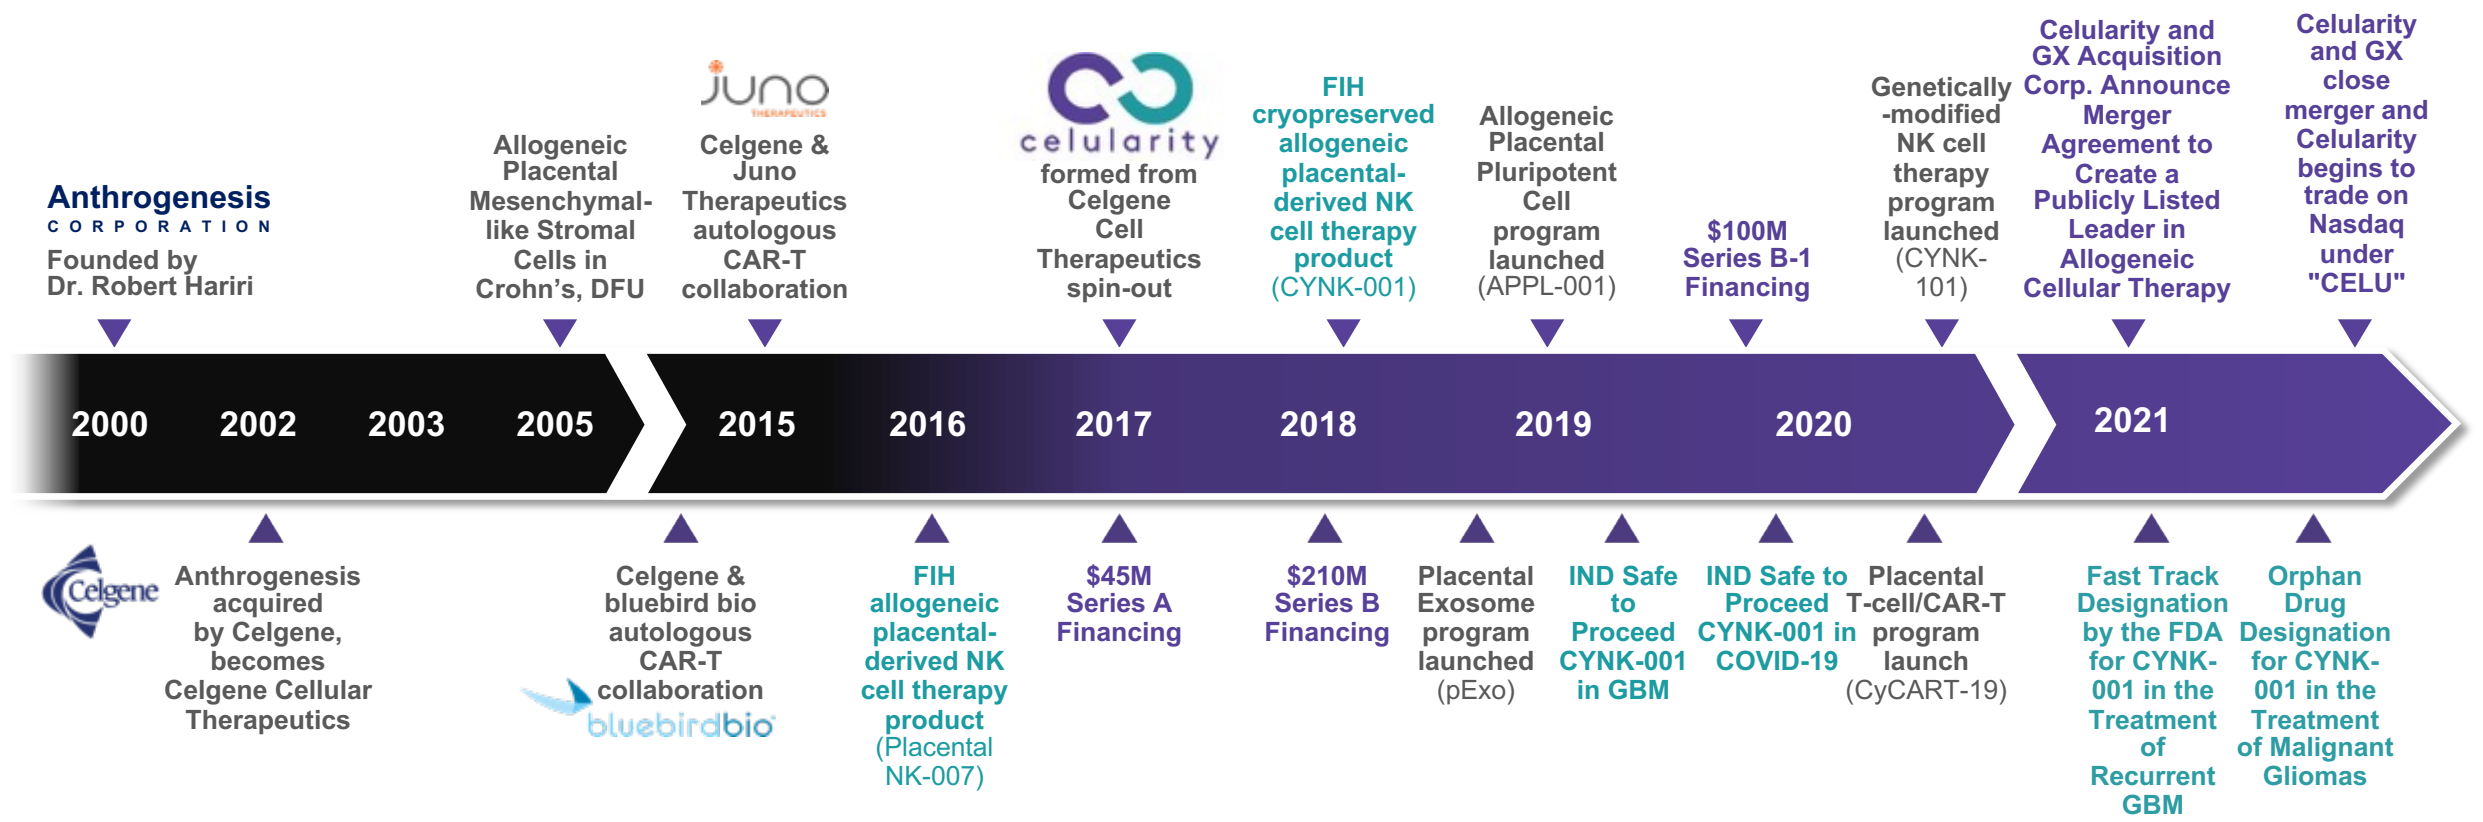 Anthrogenesis
CORPORATION
Founded by
Dr. Robert Hariri
Allogeneic
Placental
Mesenchymal-
like Stromal
Cells in
Crohn’s, DFU
juno
THERAPEUTICS
Celgene &
Juno
Therapeutics
autologous
CAR-T
collaboration
celularity
formed from
Celgene
Cell
Therapeutics
spin-out
FIH
cryopreserved
allogeneic
placental-
derived NK
cell therapy
product
(CYNK-001)
Allogeneic
Placental
Pluripotent
Cell
program
launched
(APPL-001)
$100M
Series B-1
Financing
Genetically
-modified
NK cell
therapy
program
launched
(CYNK-
101)
Celularity and
GX Acquisition
Corp. Announce
Merger
Agreement to
Create a
Publicly Listed
Leader in
Allogeneic
Cellular Therapy
Celularity
and GX
close
merger and
Celularity
begins to
trade on
Nasdaq
under
"CELU"
2000 2002 2003 2005 2015 2016 2017 2018 2019 2020 2021
Celgene
Anthrogenesis
acquired
by Celgene,
becomes
Celgene Cellular
Therapeutics
Celgene &
bluebird bio
autologous
CAR-T
collaboration
bluebirdbio
FIH
allogeneic
placental-
derived NK
cell therapy
product
(Placental
NK-007)
$45M
Series A
Financing
$210M
Series B
Financing
Placental
Exosome
program
launched
(pExo)
IND Safe
to
Proceed
CYNK-001
in GBM
IND Safe to
Proceed
CYNK-001 in
COVID-19
Placental
T-cell/CAR-T
program
launch
(CyCART-19)
Fast Track
Designation
by the FDA
for CYNK-
001 in the
Treatment
of
Recurrent
GBM
Orphan
Drug
Designation
for CYNK-
001 in the
Treatment
of Malignant
Gliomas